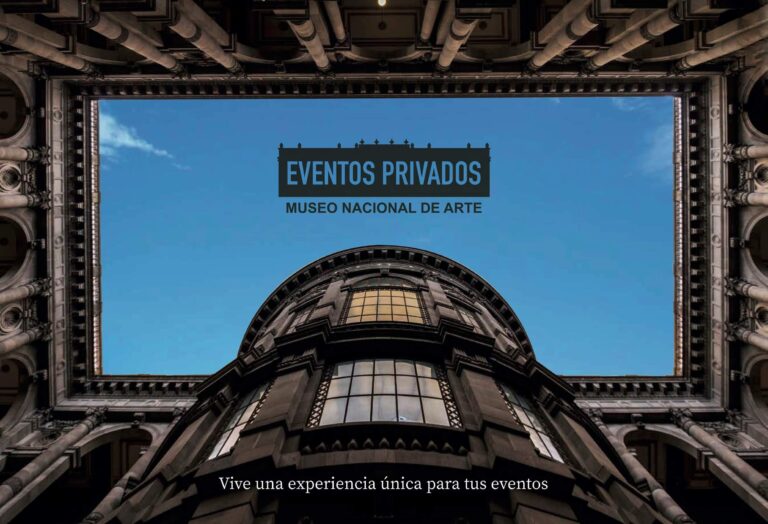 EVENTOS PRIVADOS
MUSEO NACIONAL DE ARTE
Vive una experiencia única para tus eventos